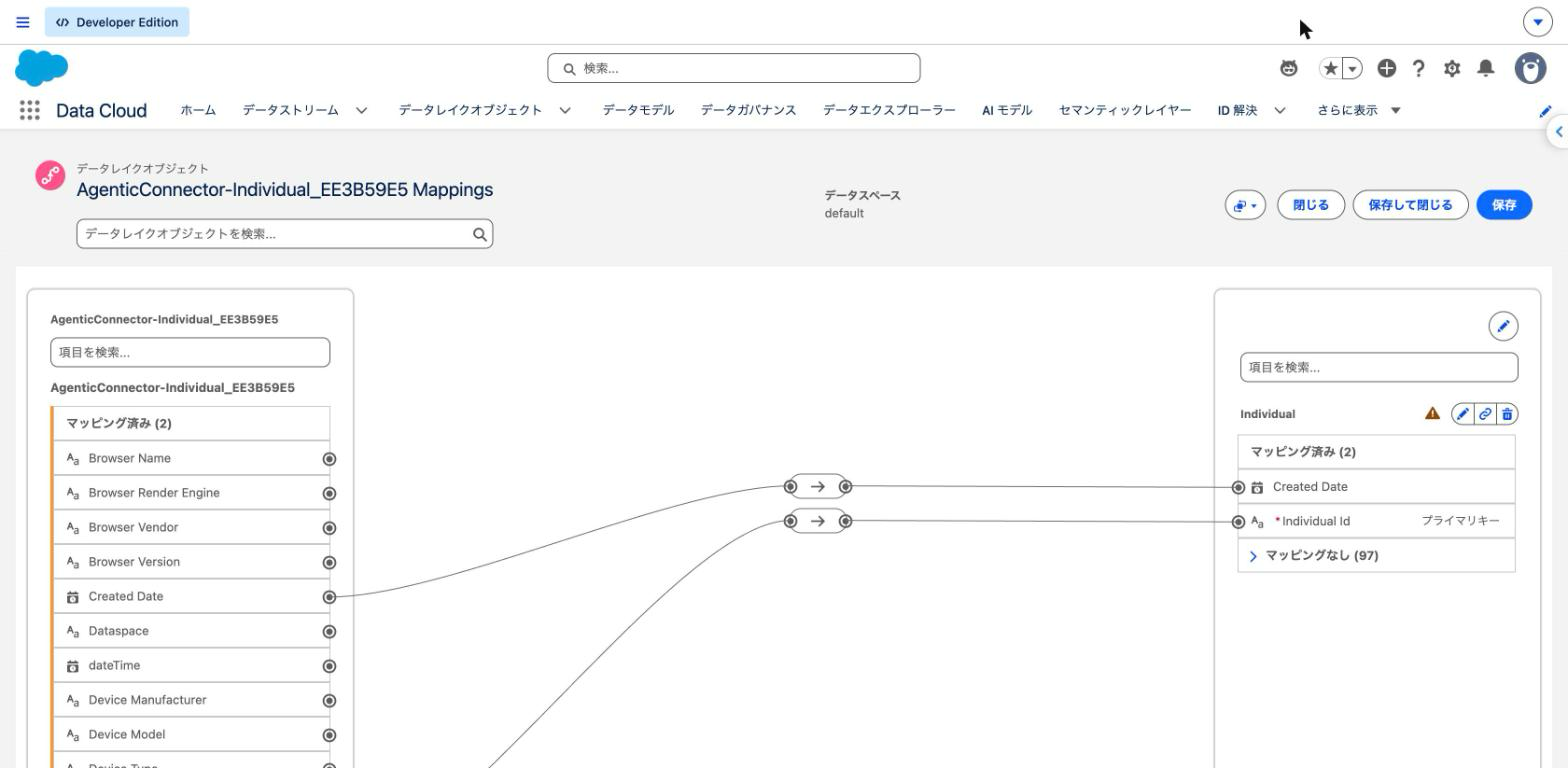 Developer Edition
検索...
Data Cloud
ホーム
データストリーム
データレイクオブジェクト
データモデル
データガバナンス
データエクスプローラー
AI モデル
セマンティックレイヤー
ID 解決
さらに表示
データレイクオブジェクト
AgenticConnector-Individual_EE3B59E5 Mappings
データレイクオブジェクトを検索...
データスペース
default
閉じる
保存して閉じる
保存
AgenticConnector-Individual_EE3B59E5
項目を検索...
AgenticConnector-Individual_EE3B59E5
マッピング済み (2)
Browser Name
Browser Render Engine
Browser Vendor
Browser Version
Created Date
Dataspace
dateTime
Device Manufacturer
Device Model
Device Type
項目を検索...
Individual
マッピング済み (2)
Created Date
*Individual Id プライマリキー
マッピングなし (97)